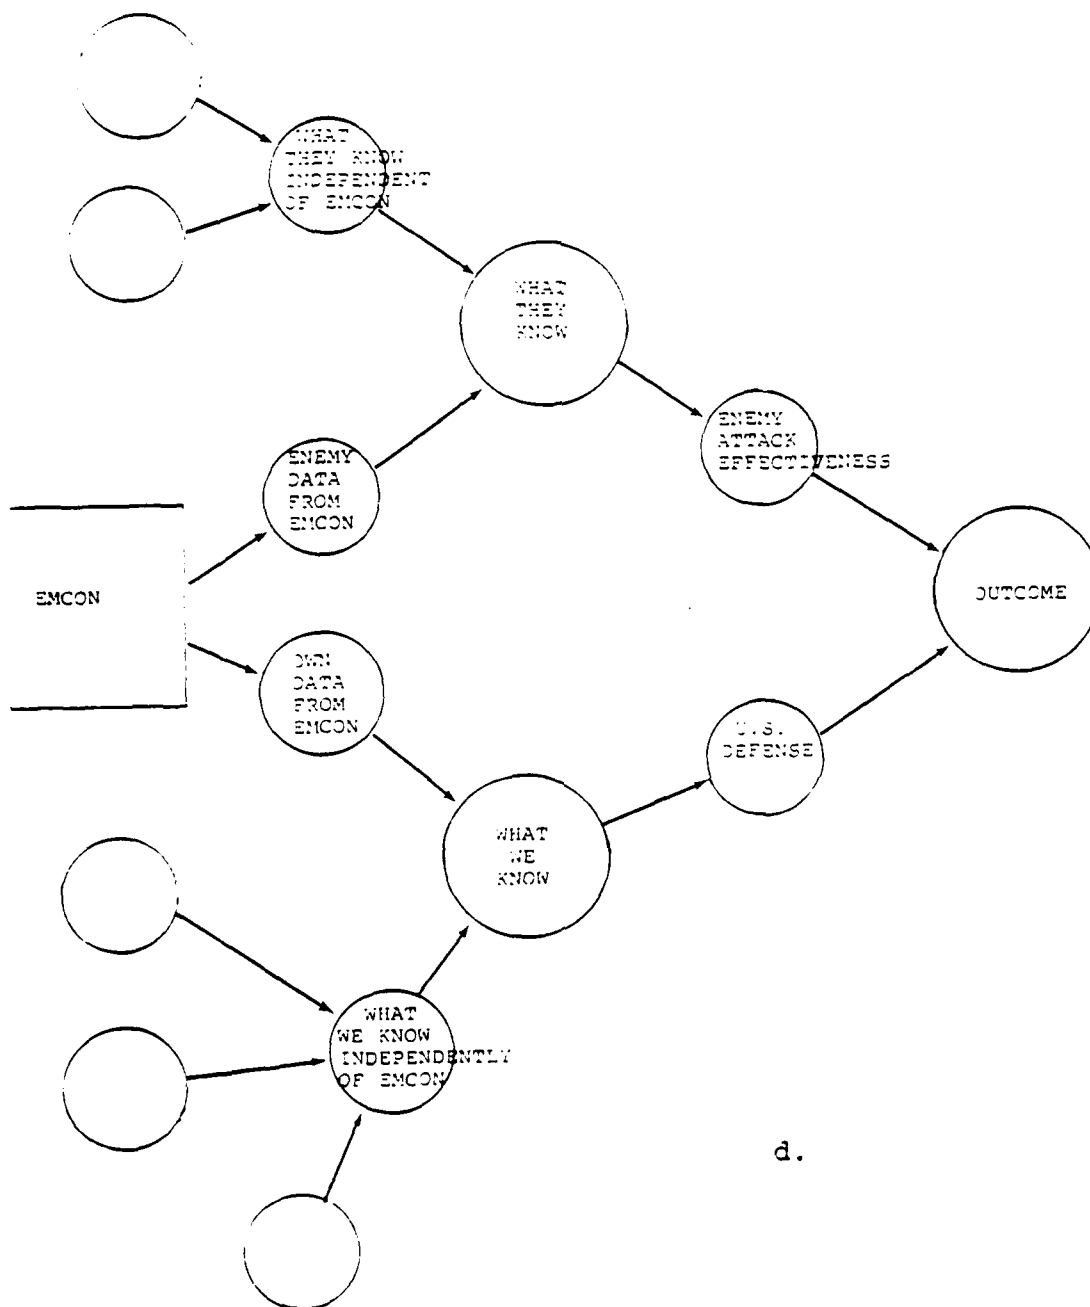 WHAT
THEY KNOW
INDEPENDENT
OF EMCON
WHAT
THEY
KNOW
ENEMY
ATTACK
EFFECTIVENESS
ENEMY
DATA
FROM
EMCON
EMCON
OUTCOME
OWN
DATA
FROM
EMCON
U.S.
DEFENSE
WHAT
WE
KNOW
WHAT
WE KNOW
INDEPENDENTLY
OF EMCON
d.